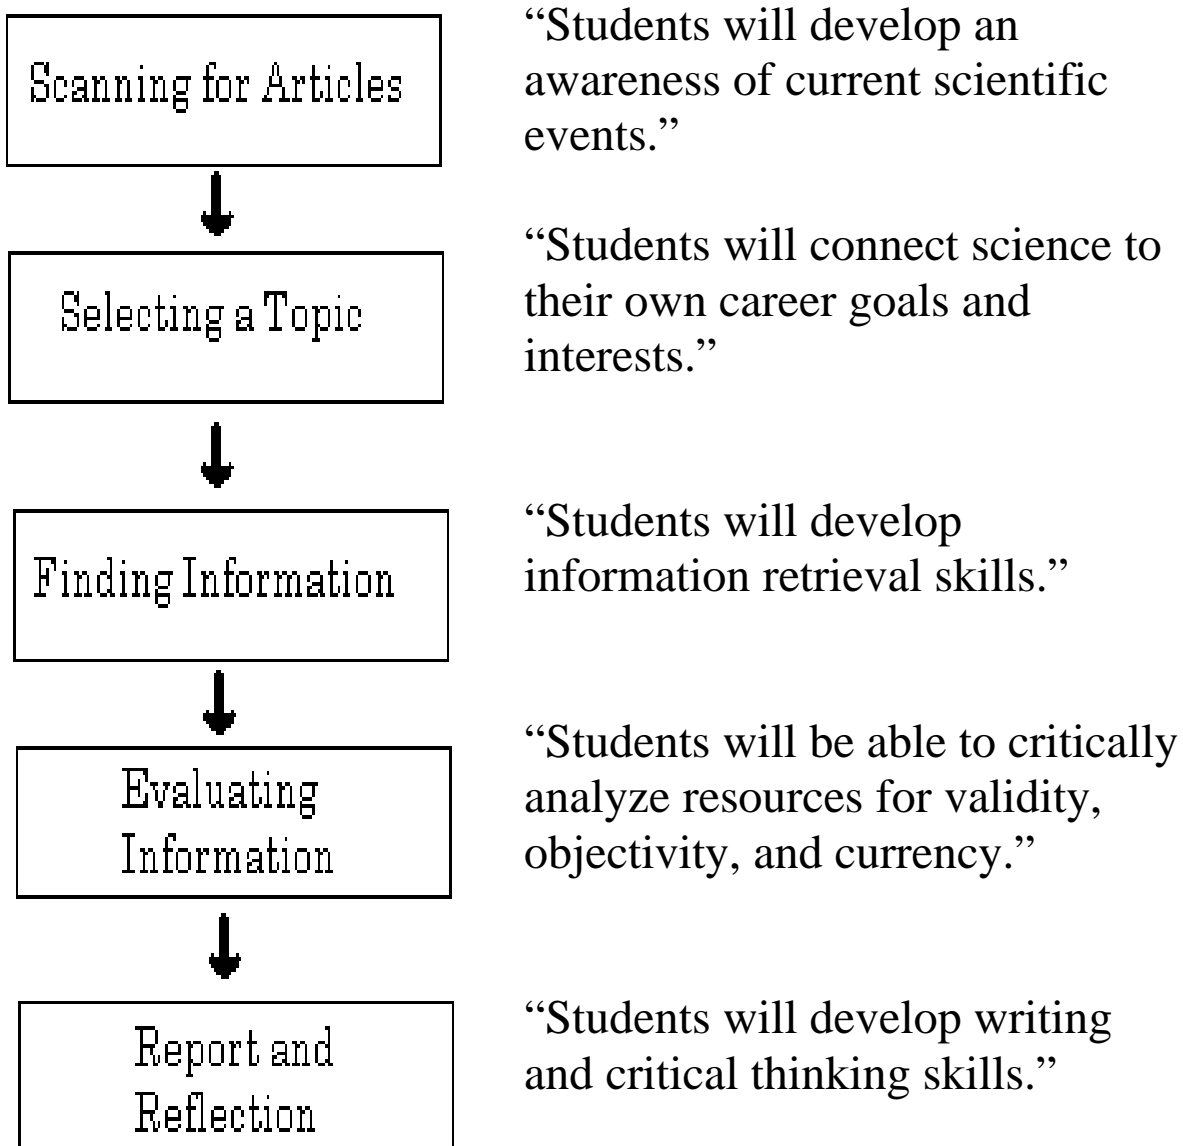 “Students will develop an
awareness of current scientific
events.”
Scanning for Articles
“Students will connect science to
their own career goals and
interests.”
Selecting a Topic
“Students will develop
information retrieval skills.”
Finding Information
“Students will be able to critically
analyze resources for validity,
objectivity, and currency.”
Evaluating
Information
“Students will develop writing
and critical thinking skills.”
Report and
Reflection